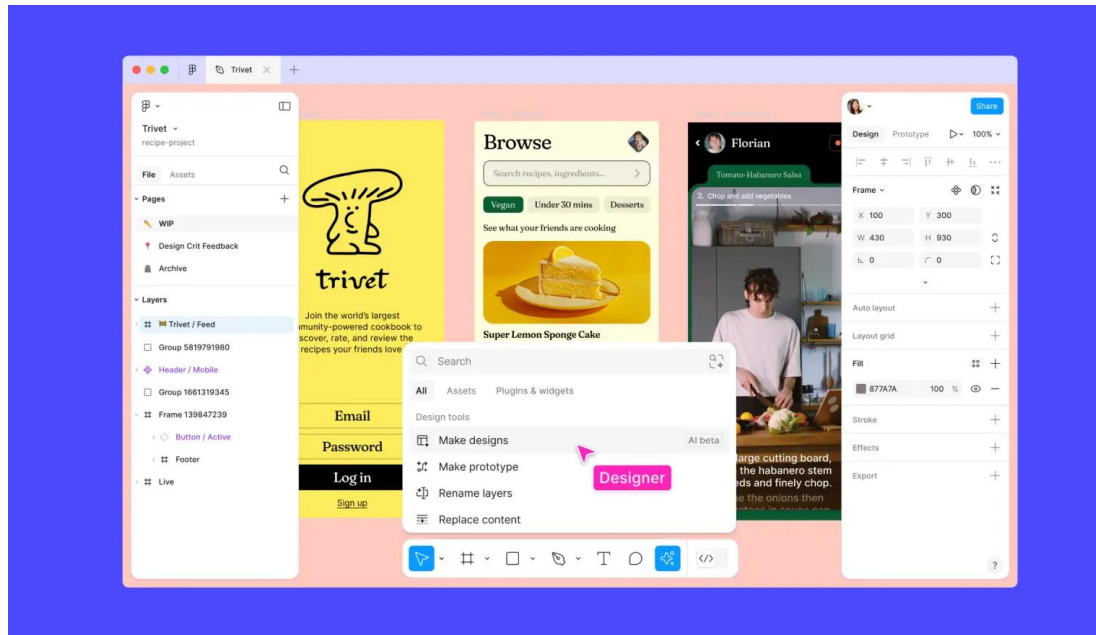 Trivet
Trivet
recipe-project
File
Assets
Pages
WIP
Design Crit Feedback
Archive
Layers
Trivet / Feed
Group 5819791980
Header / Mobile
Group 1661319345
Frame 139847239
Button / Active
Footer
Live
trivet
Join the world's largest
munity-powered cookbook to
scover, rate, and review the
recipes your friends love
Email
Password
Log in
Sign up
Browse
Search recipes, ingredients...
Vegan
Under 30 mins
Desserts
See what your friends are cooking
Super Lemon Sponge Cake
Florian
Tomato-Habanero Salsa
2. Chop and add vegetables
large cutting board,
the habanero stem
eds and finely chop.
e the onions then
Search
All
Assets
Plugins & widgets
Design tools
Make designs
AI beta
Make prototype
Designer
Rename layers
Replace content
Share
Design
Prototype
100%
Frame
X 100
Y 300
W 430
H 930
0
0
Auto layout
Layout grid
Fill
877A7A
100 %
Stroke
Effects
Export
?